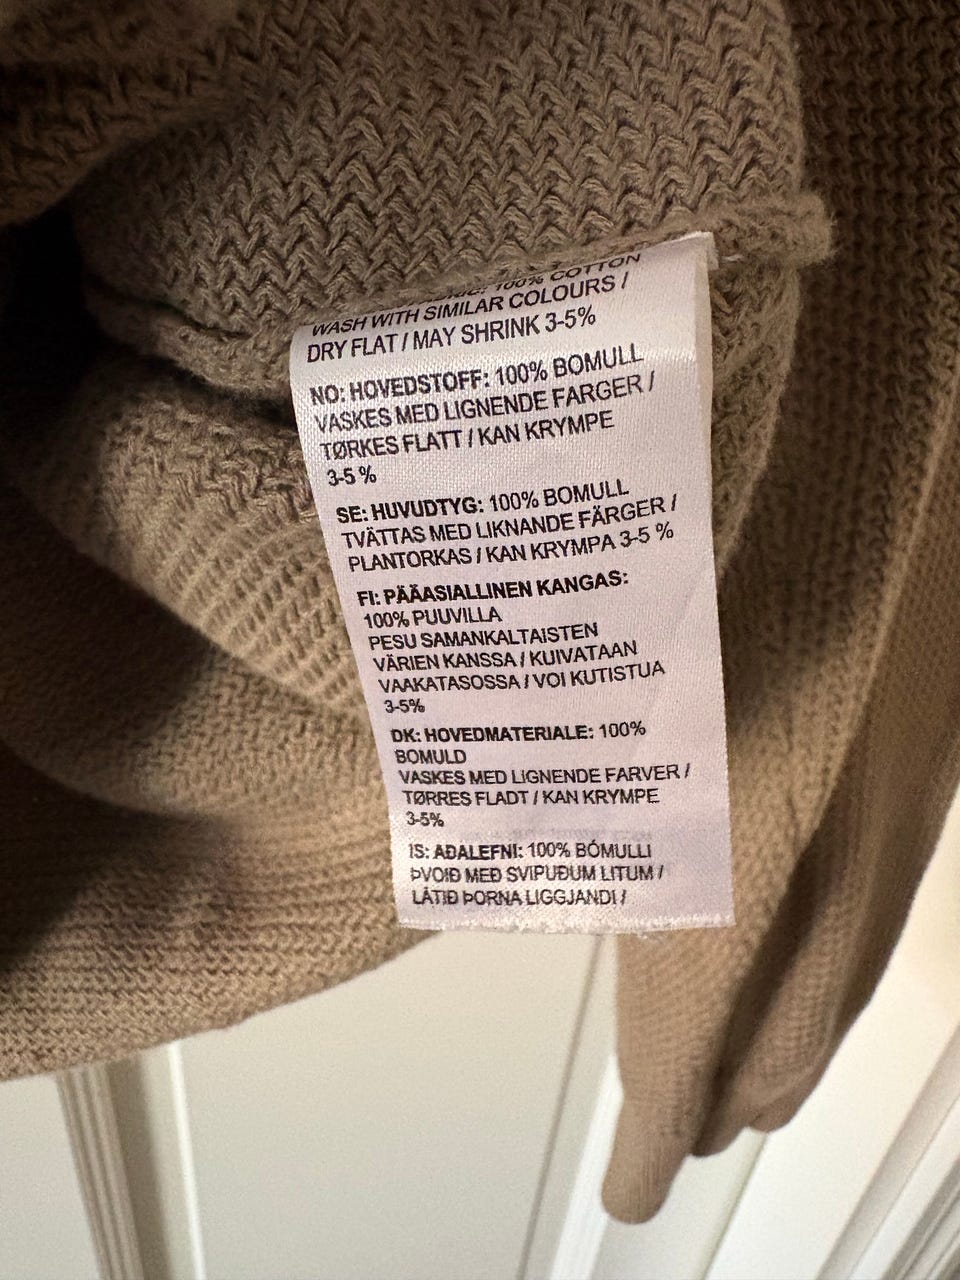 100% COTTON
WASH WITH SIMILAR COLOURS /
DRY FLAT / MAY SHRINK 3-5%
NO: HOVEDSTOFF: 100% BOMULL
VASKES MED LIGNENDE FARGER /
TØRKES FLATT / KAN KRYMPE
3-5 %
SE: HUVUDTYG: 100% BOMULL
TVÄTTAS MED LIKNANDE FÄRGER /
PLANTORKAS / KAN KRYMPA 3-5 %
FI: PÄÄASIALLINEN KANGAS:
100% PUUVILLA
PESU SAMANKALTAISTEN
VÄRIEN KANSSA / KUIVATAAN
VAAKATASOSSA / VOI KUTISTUA
3-5%
DK: HOVEDMATERIALE: 100%
BOMULD
VASKES MED LIGNENDE FARVER /
TØRRES FLADT / KAN KRYMPE
3-5%
IS: AÐALEFNI: 100% BÓMULLI
ÞVOIÐ MEÐ SVIPUÐUM LITUM /
LÁTIÐ ÞORNA LIGGJANDI /